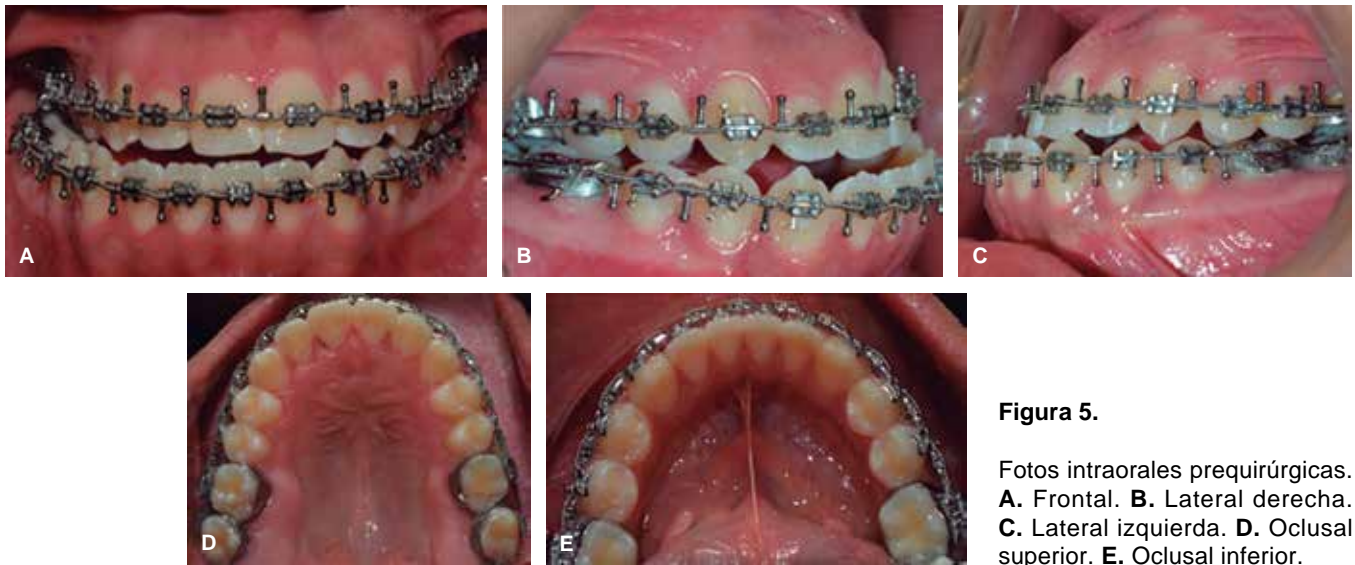 A
B
C
D
E
Figura 5.
Fotos intraorales prequirúrgicas.
A. Frontal. B. Lateral derecha.
C. Lateral izquierda. D. Oclusal
superior. E. Oclusal inferior.